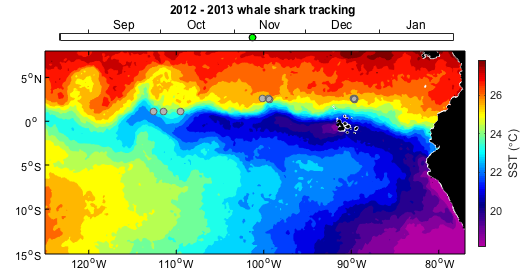 2012 - 2013 whale shark tracking
Sep Oct Nov Dec Jan
5°N
0°
5°S
10°S
15°S
120°W 110°W 100°W 90°W 80°W
26
24
22
20
SST (°C)